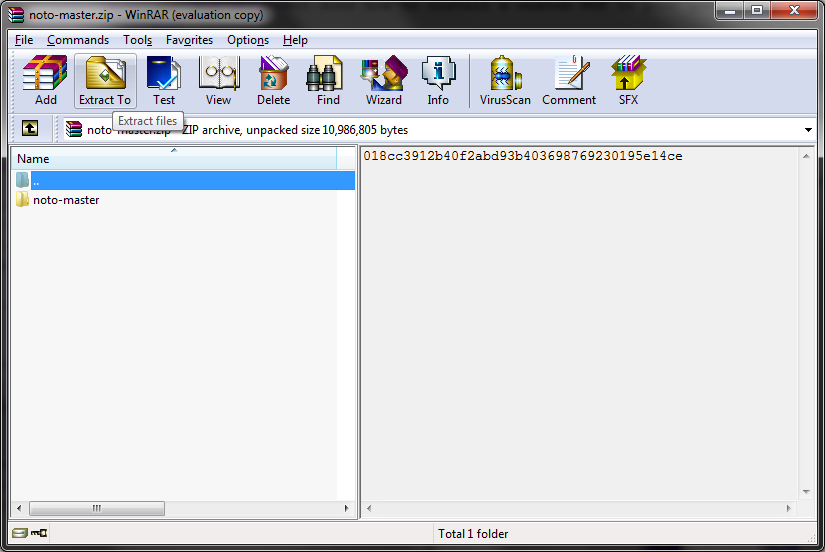 noto-master.zip - WinRAR (evaluation copy)
File Commands Tools Favorites Options Help
Add Extract To Test View Delete Find Wizard Info VirusScan Comment SFX
Extract files
noto-master.zip - ZIP archive, unpacked size 10,986,805 bytes
Name
018cc3912b40f2abd93b403698769230195e14ce
..
noto-master
Total 1 folder